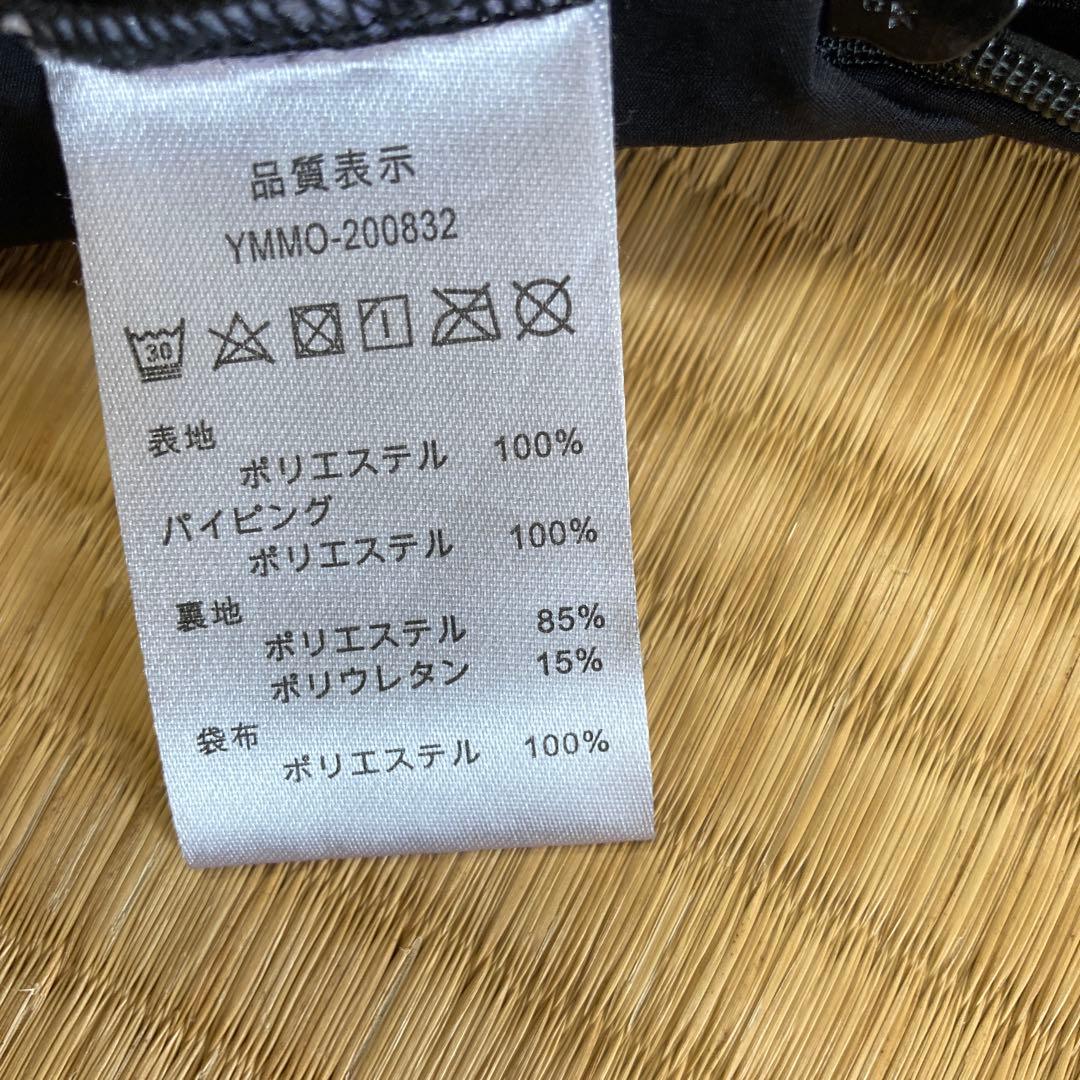 品質表示
YMMO-200832
30
表地
ポリエステル 100%
パイピング
ポリエステル 100%
裏地
ポリエステル 85%
ポリウレタン 15%
袋布
ポリエステル 100%